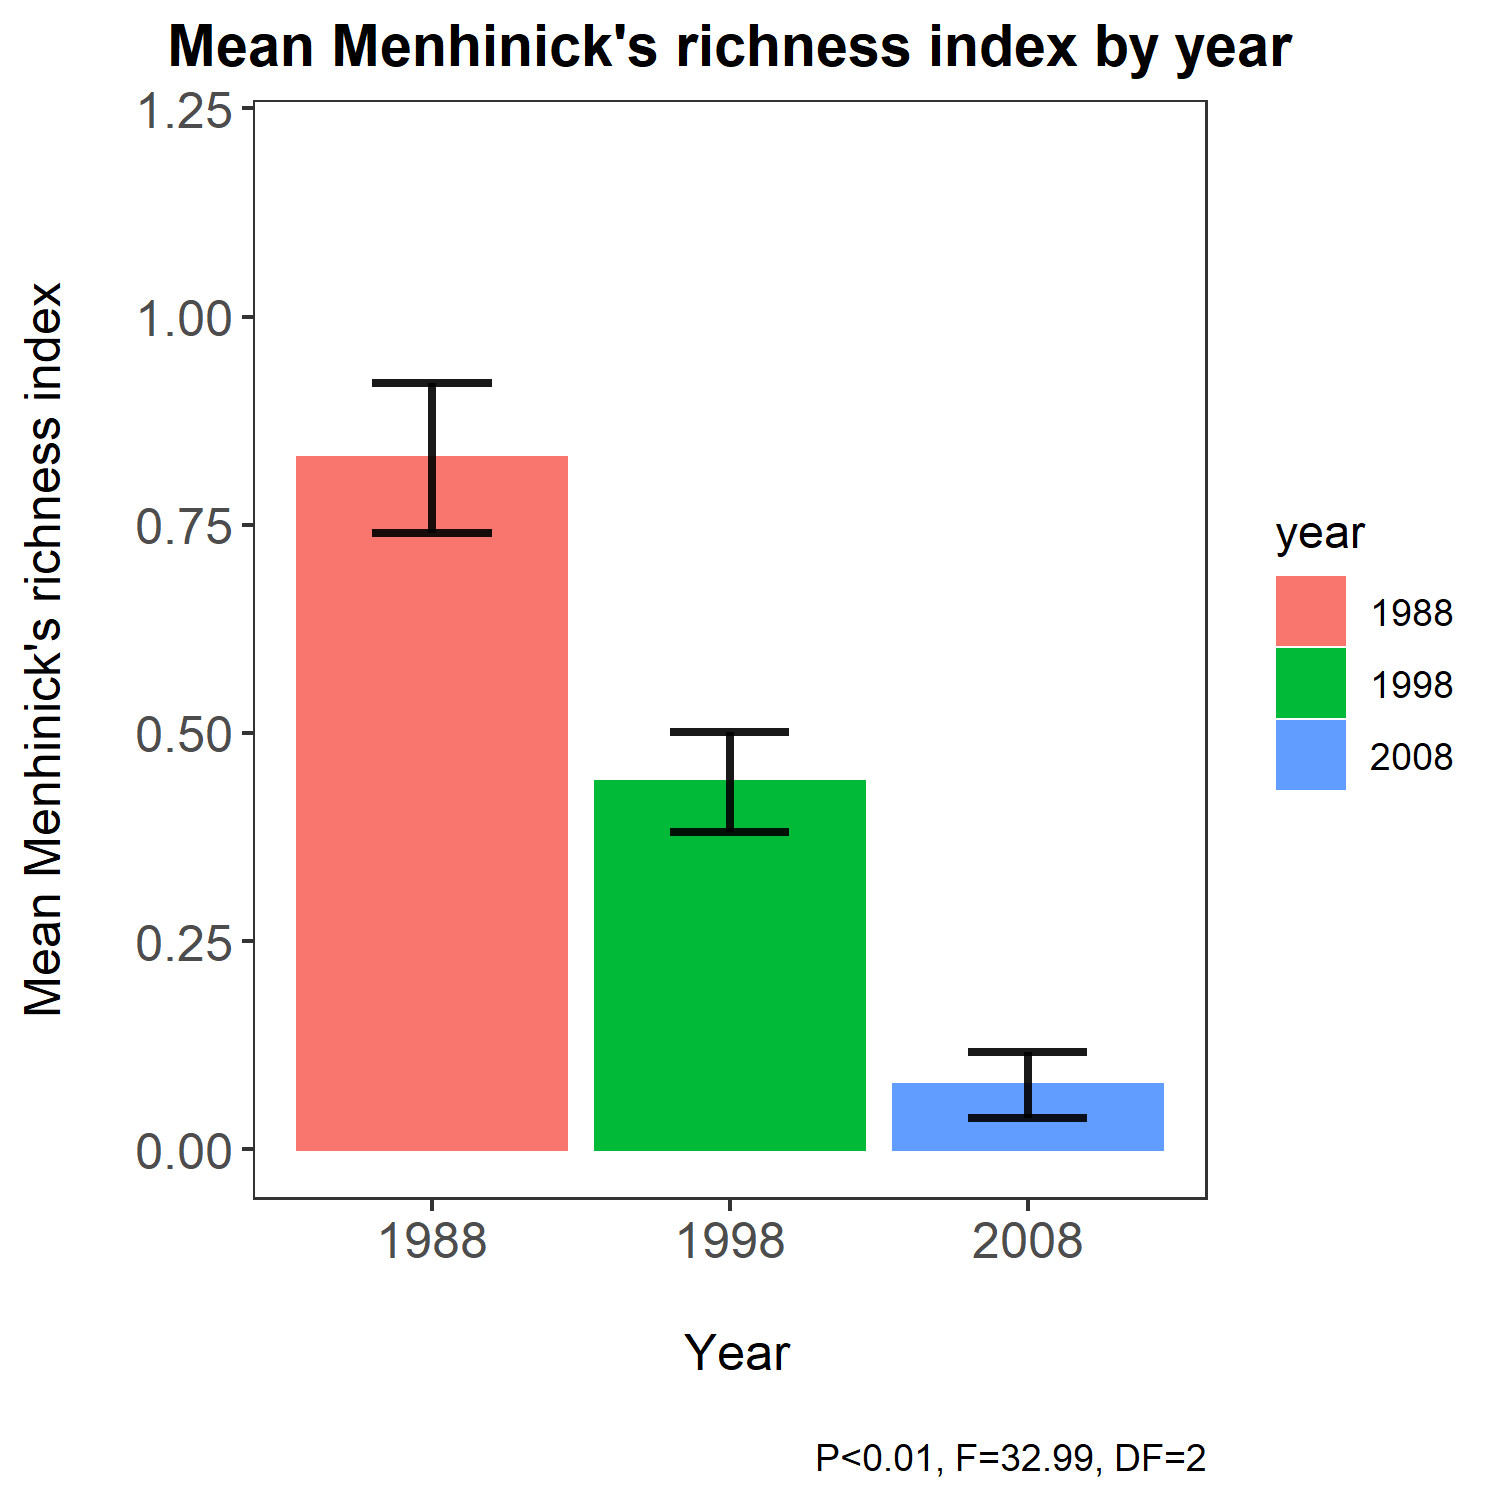 Mean Menhinick's richness index by year
Mean Menhinick's richness index
1.25
1.00
0.75
0.50
0.25
0.00
1988 1998 2008
Year
year
1988
1998
2008
P<0.01, F=32.99, DF=2